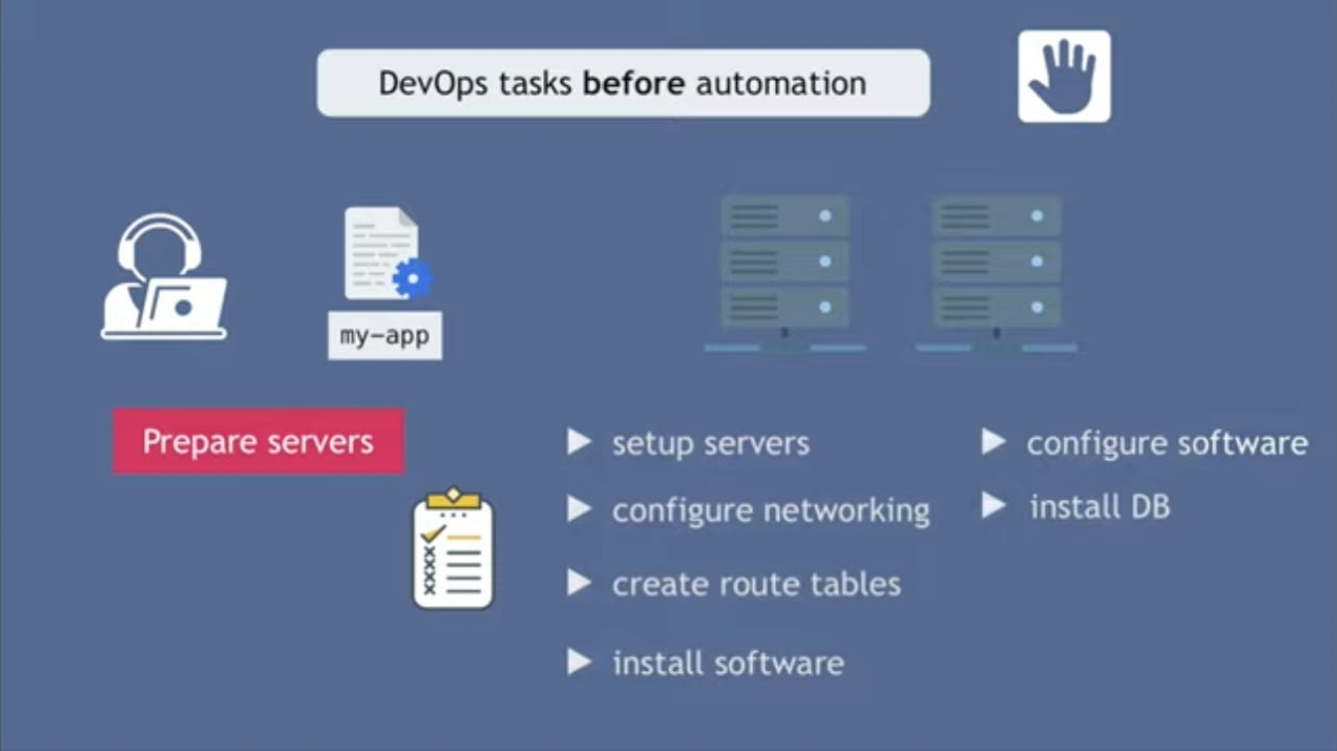 DevOps tasks before automation
my-app
Prepare servers
setup servers
configure networking
create route tables
install software
configure software
install DB